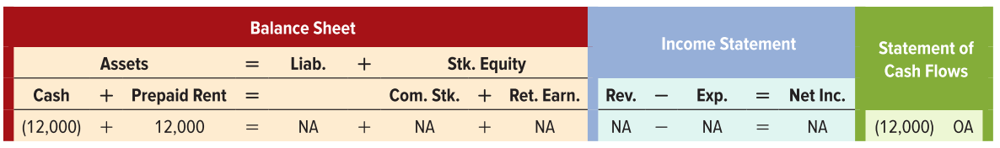 Balance Sheet
Income Statement
Statement of
Cash Flows
Assets = Liab. + Stk. Equity
Cash + Prepaid Rent = Com. Stk. + Ret. Earn. Rev. − Exp. = Net Inc.
(12,000) + 12,000 = NA + NA + NA NA − NA = NA (12,000) OA